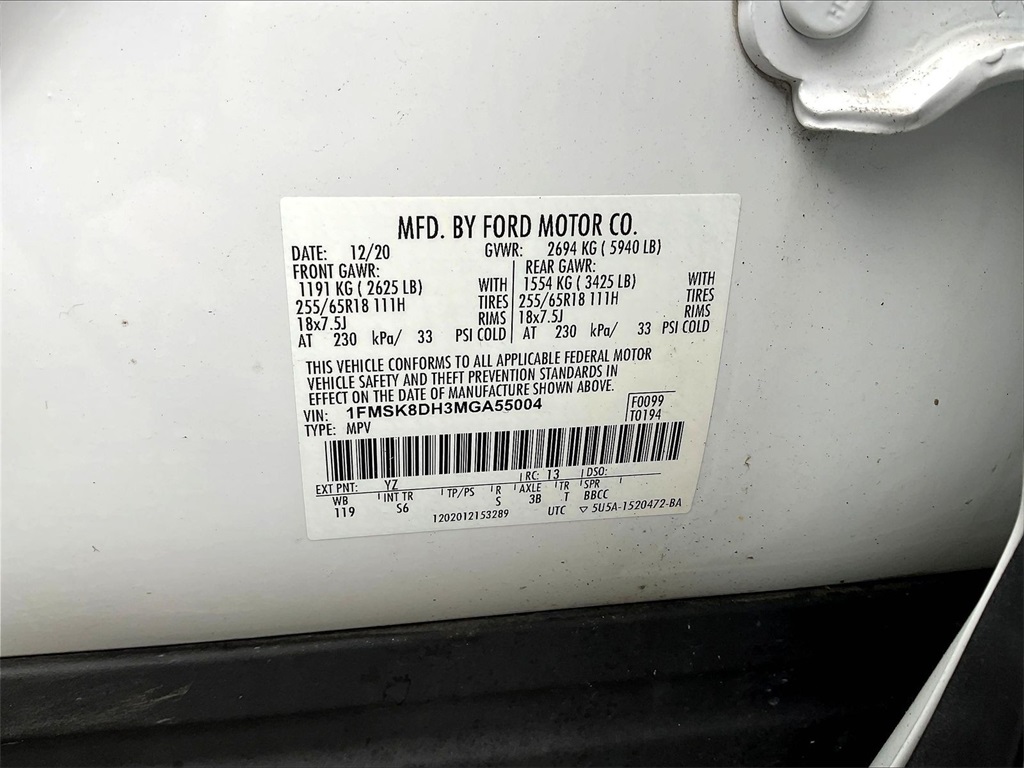 MFD. BY FORD MOTOR CO.
DATE: 12/20 GVWR: 2694 KG ( 5940 LB)
FRONT GAWR: REAR GAWR:
1191 KG ( 2625 LB) WITH 1554 KG ( 3425 LB) WITH
255/65R18 111H TIRES 255/65R18 111H TIRES
18x7.5J RIMS 18x7.5J RIMS
AT 230 kPa/ 33 PSI COLD AT 230 kPa/ 33 PSI COLD
THIS VEHICLE CONFORMS TO ALL APPLICABLE FEDERAL MOTOR
VEHICLE SAFETY AND THEFT PREVENTION STANDARDS IN
EFFECT ON THE DATE OF MANUFACTURE SHOWN ABOVE.
VIN: 1FMSK8DH3MGA55004 F0099
TYPE: MPV T0194
EXT PNT: YZ RC: 13 DSO:
WB INT TR TP/PS R AXLE TR SPR
119 S6 S 3B T BBCC
1202012153289 UTC ▽ 5U5A-1520472-BA